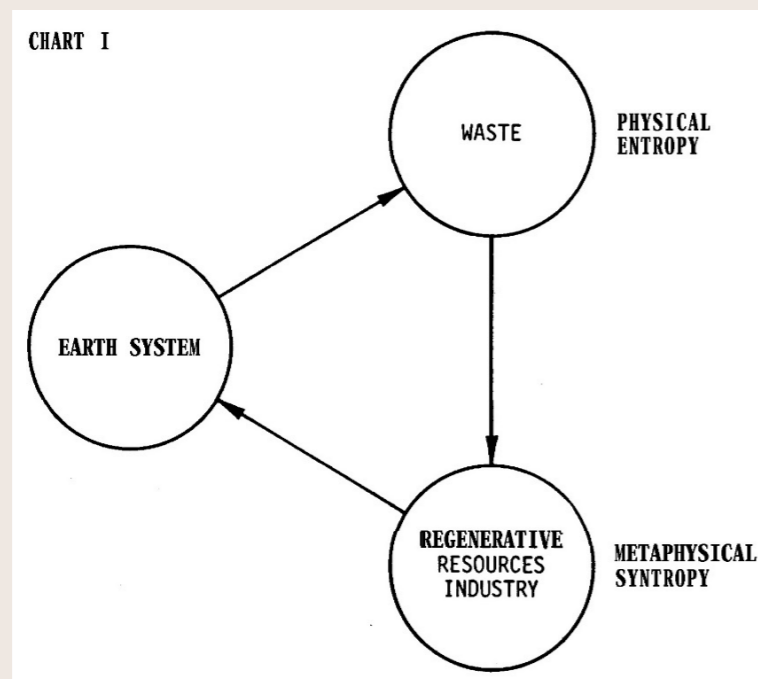 CHART I
WASTE
PHYSICAL
ENTROPY
EARTH SYSTEM
REGENERATIVE
RESOURCES
INDUSTRY
METAPHYSICAL
SYNTROPY